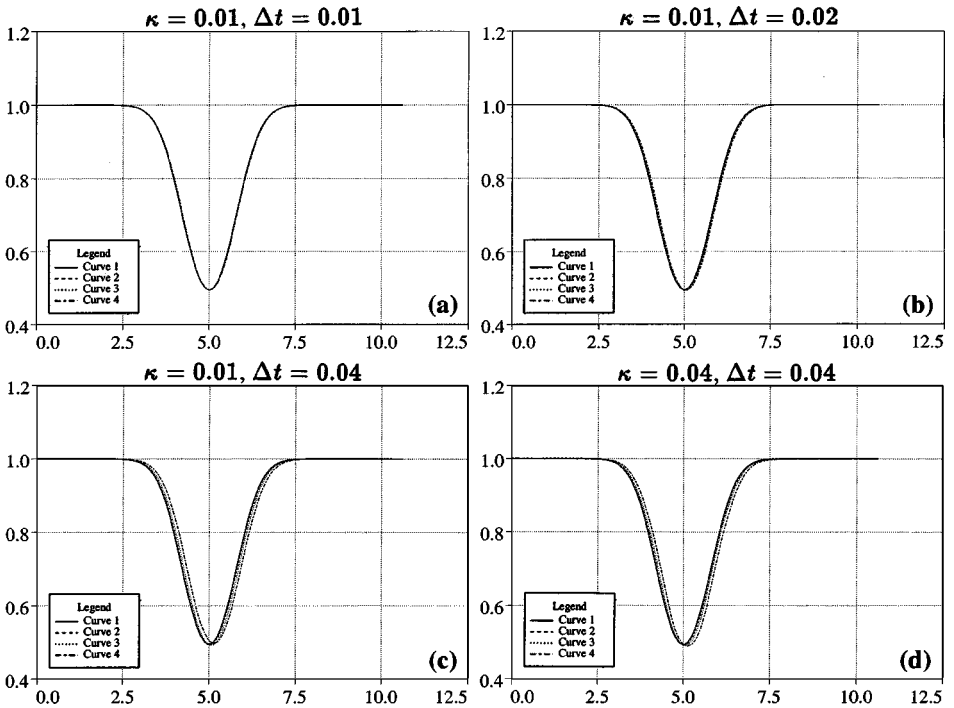 κ = 0.01, Δt = 0.01
1.2
1.0
0.8
0.6
0.4
Legend
Curve 1
Curve 2
Curve 3
Curve 4
(a)
0.0 2.5 5.0 7.5 10.0 12.5
κ = 0.01, Δt = 0.02
1.2
1.0
0.8
0.6
0.4
Legend
Curve 1
Curve 2
Curve 3
Curve 4
(b)
0.0 2.5 5.0 7.5 10.0 12.5
κ = 0.01, Δt = 0.04
1.2
1.0
0.8
0.6
0.4
Legend
Curve 1
Curve 2
Curve 3
Curve 4
(c)
0.0 2.5 5.0 7.5 10.0 12.5
κ = 0.04, Δt = 0.04
1.2
1.0
0.8
0.6
0.4
Legend
Curve 1
Curve 2
Curve 3
Curve 4
(d)
0.0 2.5 5.0 7.5 10.0 12.5